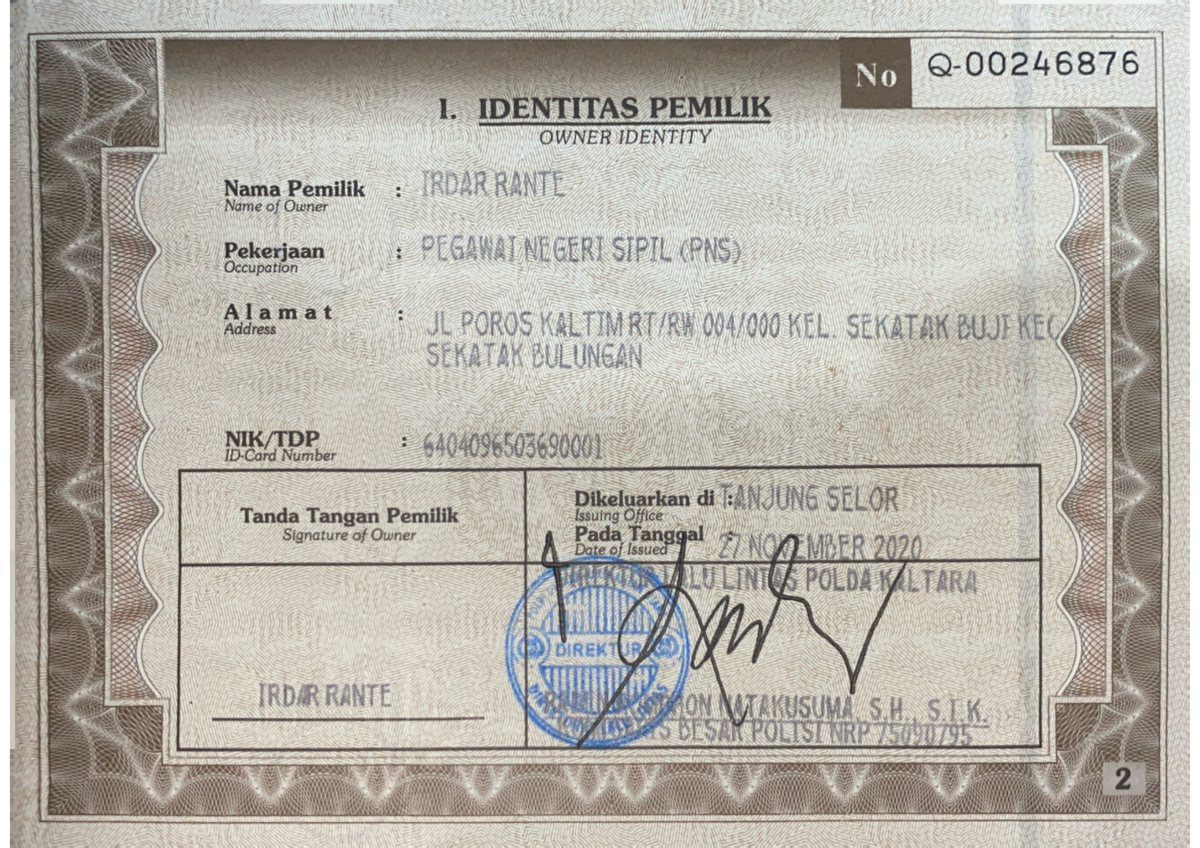 No Q-00246876
I. IDENTITAS PEMILIK
OWNER IDENTITY
Nama Pemilik : IRDAR RANTE
Name of Owner
Pekerjaan : PEGAWAI NEGERI SIPIL (PNS)
Occupation
Alamat : JL POROS KALTIM RT/RW 004/000 KEL. SEKATAK BUJI KEC
Address
SEKATAK BULUNGAN
NIK/TDP : 6404096503690001
ID-Card Number
Tanda Tangan Pemilik
Signature of Owner
Dikeluarkan di : TANJUNG SELOR
Issuing Office
Pada Tanggal : 27 NOVEMBER 2020
Date of Issued
DIREKTUR LALU LINTAS POLDA KALTARA
DIREKTUR
IRDAR RANTE
NATAKUSUMA, S.H., S.I.K.
BESAR POLISI NRP 75090795
2